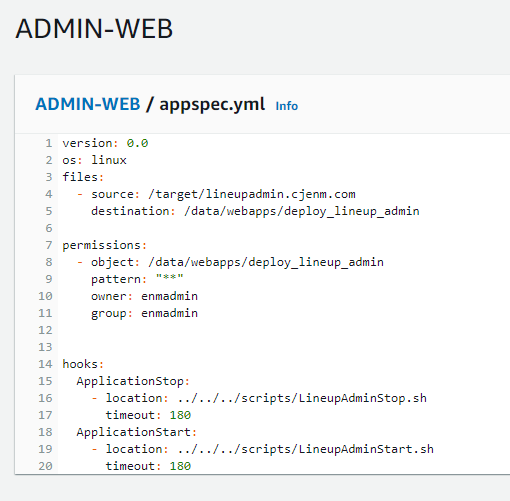 ADMIN-WEB
ADMIN-WEB / appspec.yml Info
1 version: 0.0
2 os: linux
3 files:
4   - source: /target/lineupadmin.cjenm.com
5     destination: /data/webapps/deploy_lineup_admin
6
7 permissions:
8   - object: /data/webapps/deploy_lineup_admin
9     pattern: "**"
10     owner: enmadmin
11     group: enmadmin
12
13
14 hooks:
15   ApplicationStop:
16     - location: ../../../scripts/LineupAdminStop.sh
17       timeout: 180
18   ApplicationStart:
19     - location: ../../../scripts/LineupAdminStart.sh
20       timeout: 180